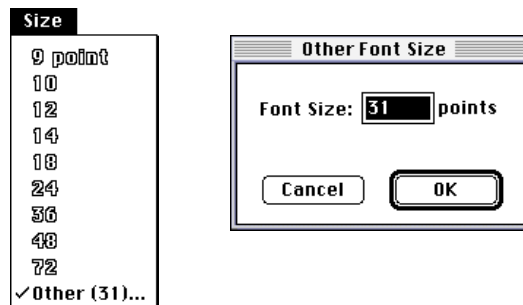 Size
9 point
10
12
14
18
24
36
48
72
✓Other (31)...
Other Font Size
Font Size: 31 points
Cancel
OK